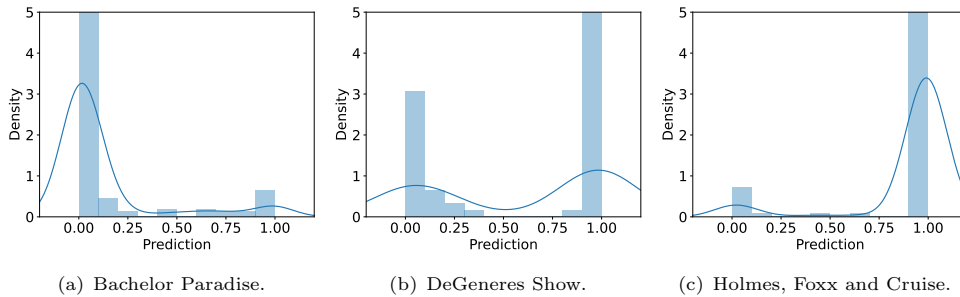 5
4
3
2
1
0
Density
0.00 0.25 0.50 0.75 1.00
Prediction
(a) Bachelor Paradise.
5
4
3
2
1
0
Density
0.00 0.25 0.50 0.75 1.00
Prediction
(b) DeGeneres Show.
5
4
3
2
1
0
Density
0.00 0.25 0.50 0.75 1.00
Prediction
(c) Holmes, Foxx and Cruise.